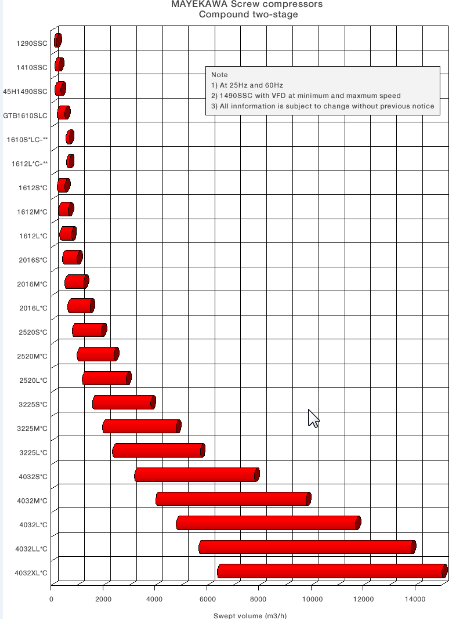 MAYEKAWA Screw compressors
Compound two-stage
1290SSC
1410SSC
45H1490SSC
GTB1610SLC
1610S*LC-**
1612L*C-**
1612S*C
1612M*C
1612L*C
2016S*C
2016M*C
2016L*C
2520S*C
2520M*C
2520L*C
3225S*C
3225M*C
3225L*C
4032S*C
4032M*C
4032L*C
4032LL*C
4032XL*C
Note
1) At 25Hz and 60Hz
2) 1490SSC with VFD at minimum and maxmum speed
3) All innformation is subject to change without previous notice
0 2000 4000 6000 8000 10000 12000 14000
Swept volume (m3/h)